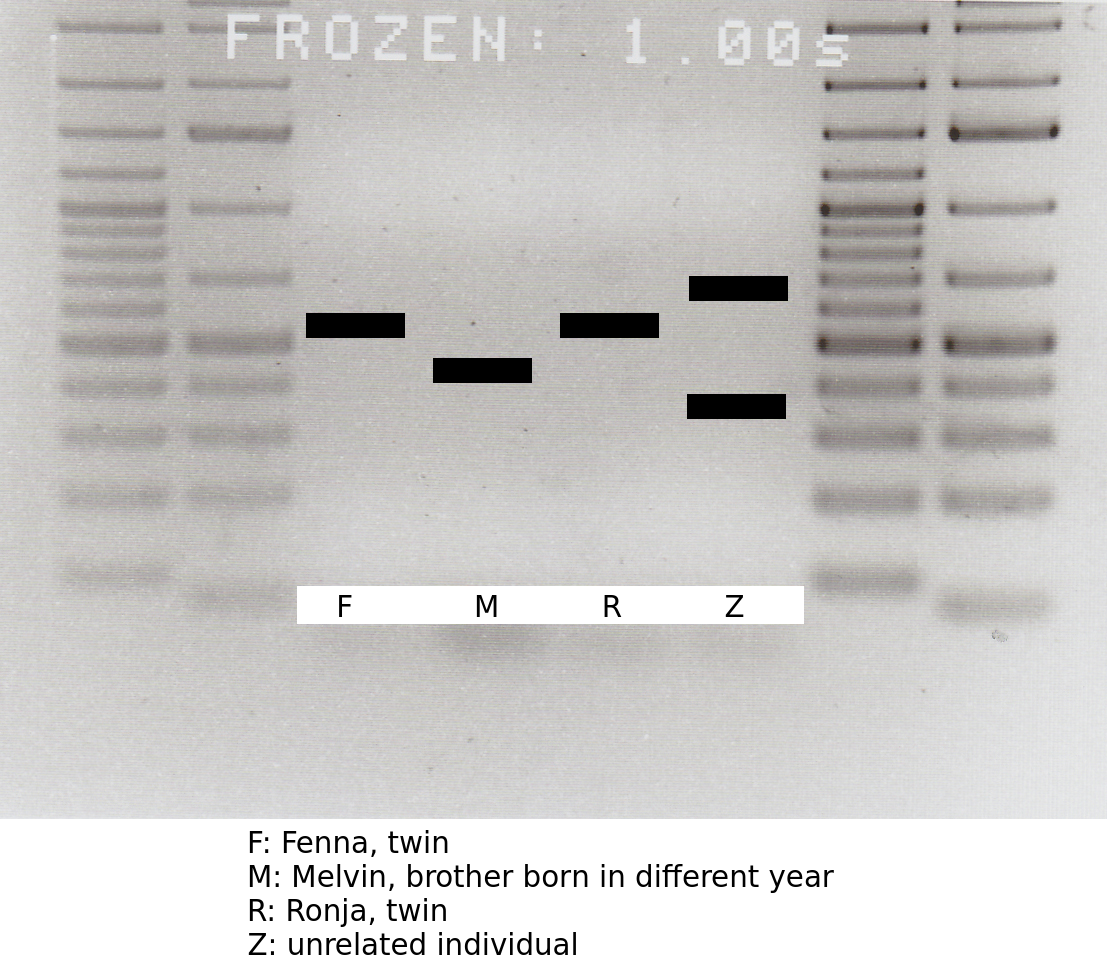 FROZEN: 1.00s
F M R Z
F: Fenna, twin
M: Melvin, brother born in different year
R: Ronja, twin
Z: unrelated individual